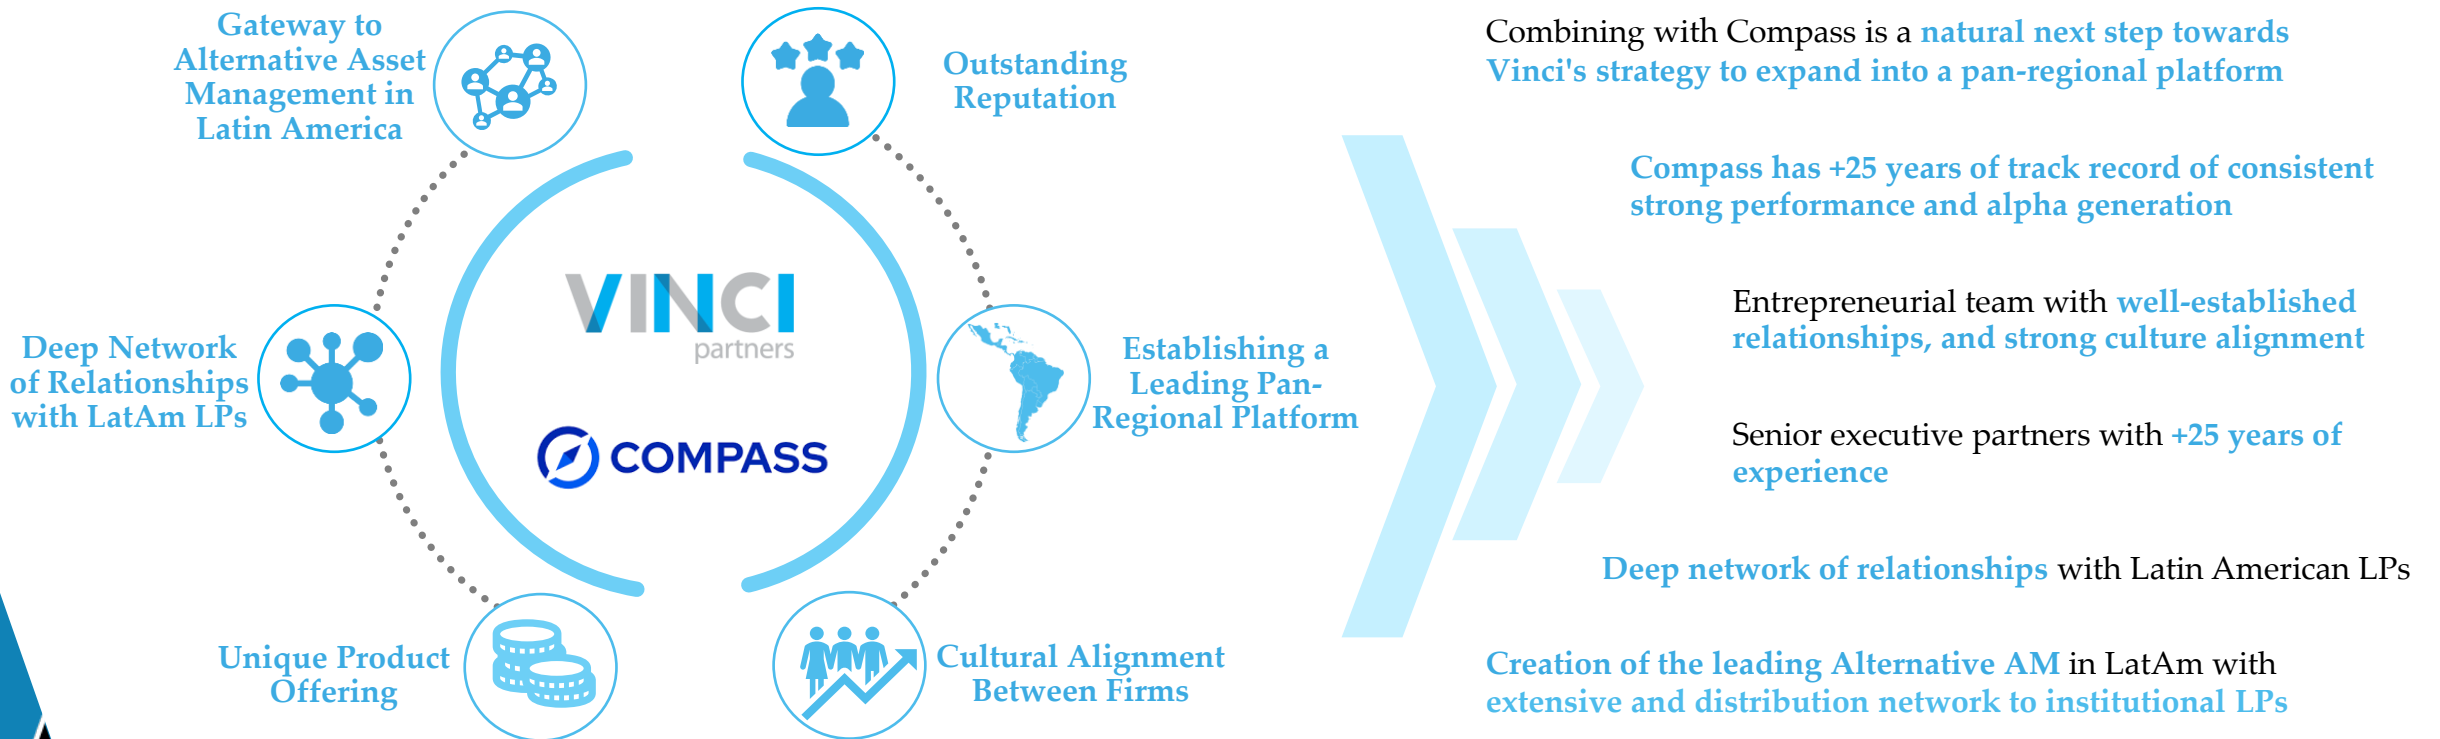 Gateway to
Alternative Asset
Management in
Latin America
Outstanding
Reputation
Deep Network
of Relationships
with LatAm LPs
VINCI
partners
COMPASS
Establishing a
Leading Pan-
Regional Platform
Unique Product
Offering
Cultural Alignment
Between Firms
Combining with Compass is a natural next step towards
Vinci's strategy to expand into a pan-regional platform
Compass has +25 years of track record of consistent
strong performance and alpha generation
Entrepreneurial team with well-established
relationships, and strong culture alignment
Senior executive partners with +25 years of
experience
Deep network of relationships with Latin American LPs
Creation of the leading Alternative AM in LatAm with
extensive and distribution network to institutional LPs